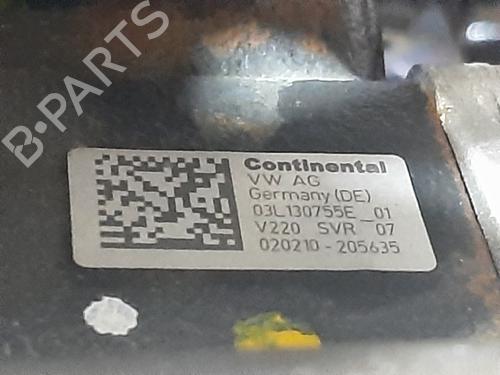 B-PARTS
Continental
VW AG
Germany (DE)
03L130755E _01
V220 SVR 07
020210-205635